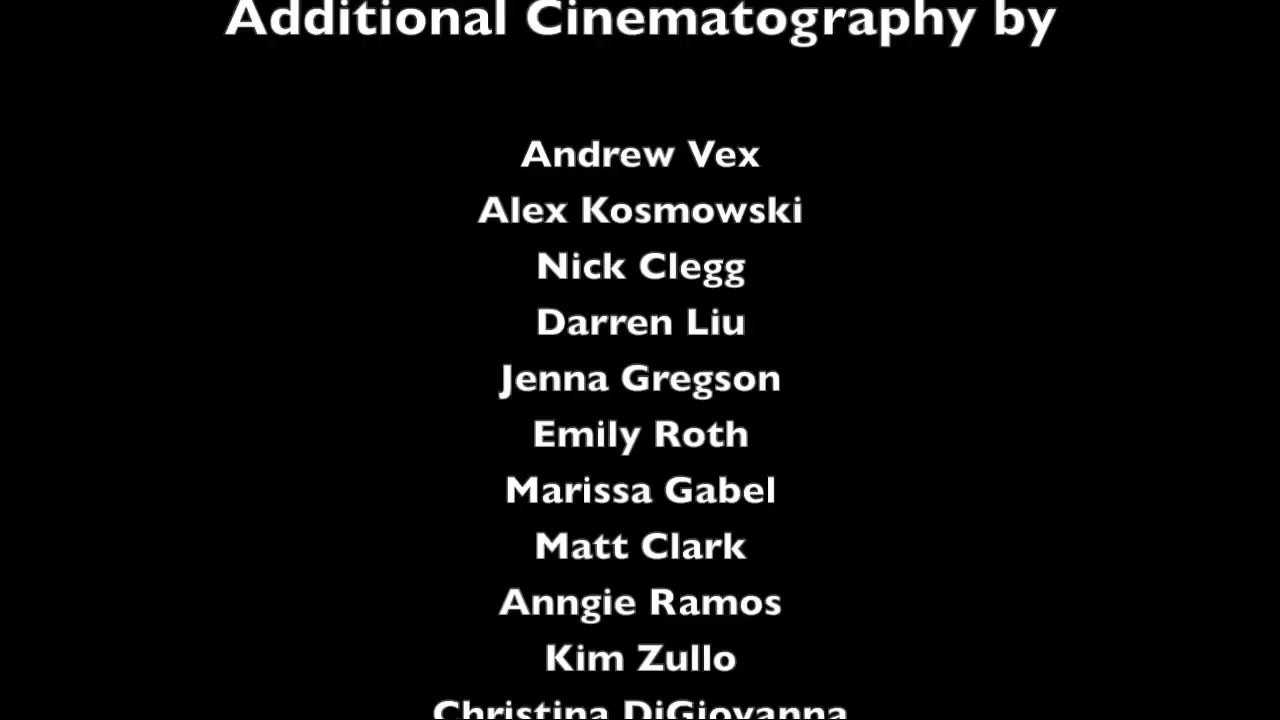 Additional Cinematography by
Andrew Vex
Alex Kosmowski
Nick Clegg
Darren Liu
Jenna Gregson
Emily Roth
Marissa Gabel
Matt Clark
Anngie Ramos
Kim Zullo
Christina DiGiovanna